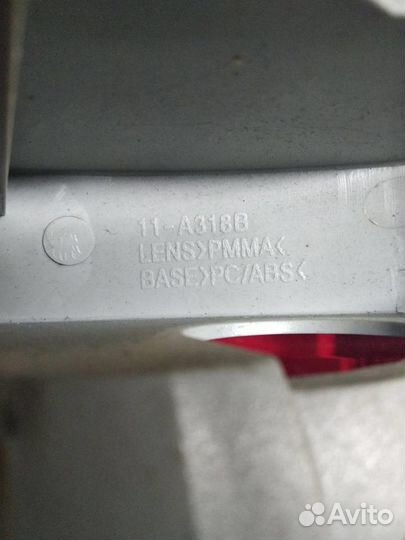 11-A318B
LENS>PMMA<
BASE>PC/ABS<
Avito